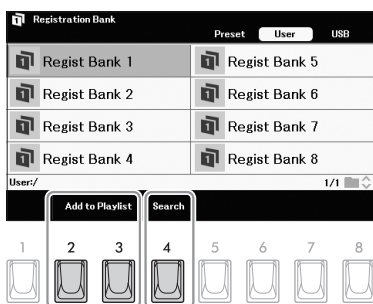 Registration Bank
Preset User USB
Regist Bank 1 Regist Bank 5
Regist Bank 2 Regist Bank 6
Regist Bank 3 Regist Bank 7
Regist Bank 4 Regist Bank 8
User:/ 1/1
Add to Playlist Search
1 2 3 4 5 6 7 8